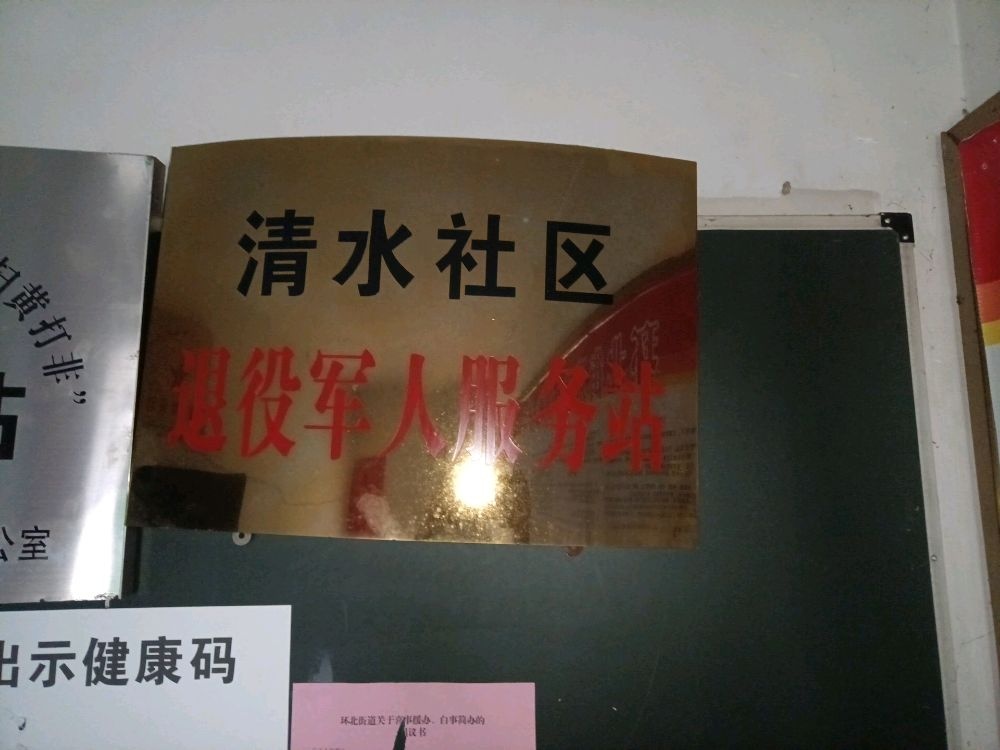 清水社区
退役军人服务站
扫黄打非”
站
公室
出示健康码
环北街道关于喜事缓办、白事简办的
倡议书